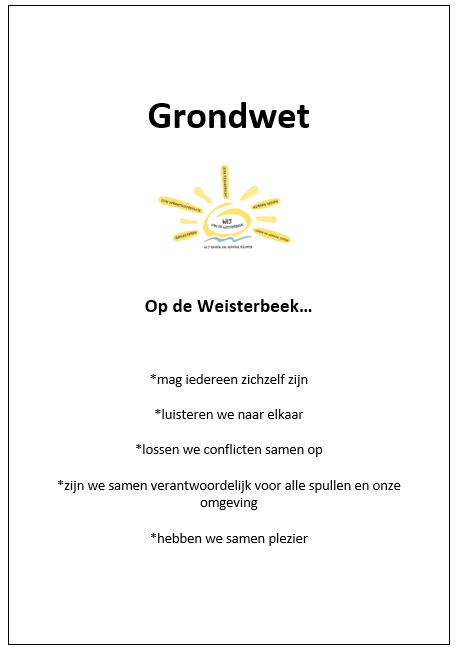 Grondwet
WIJ
Op de Weisterbeek...
*mag iedereen zichzelf zijn
*luisteren we naar elkaar
*lossen we conflicten samen op
*zijn we samen verantwoordelijk voor alle spullen en onze
omgeving
*hebben we samen plezier